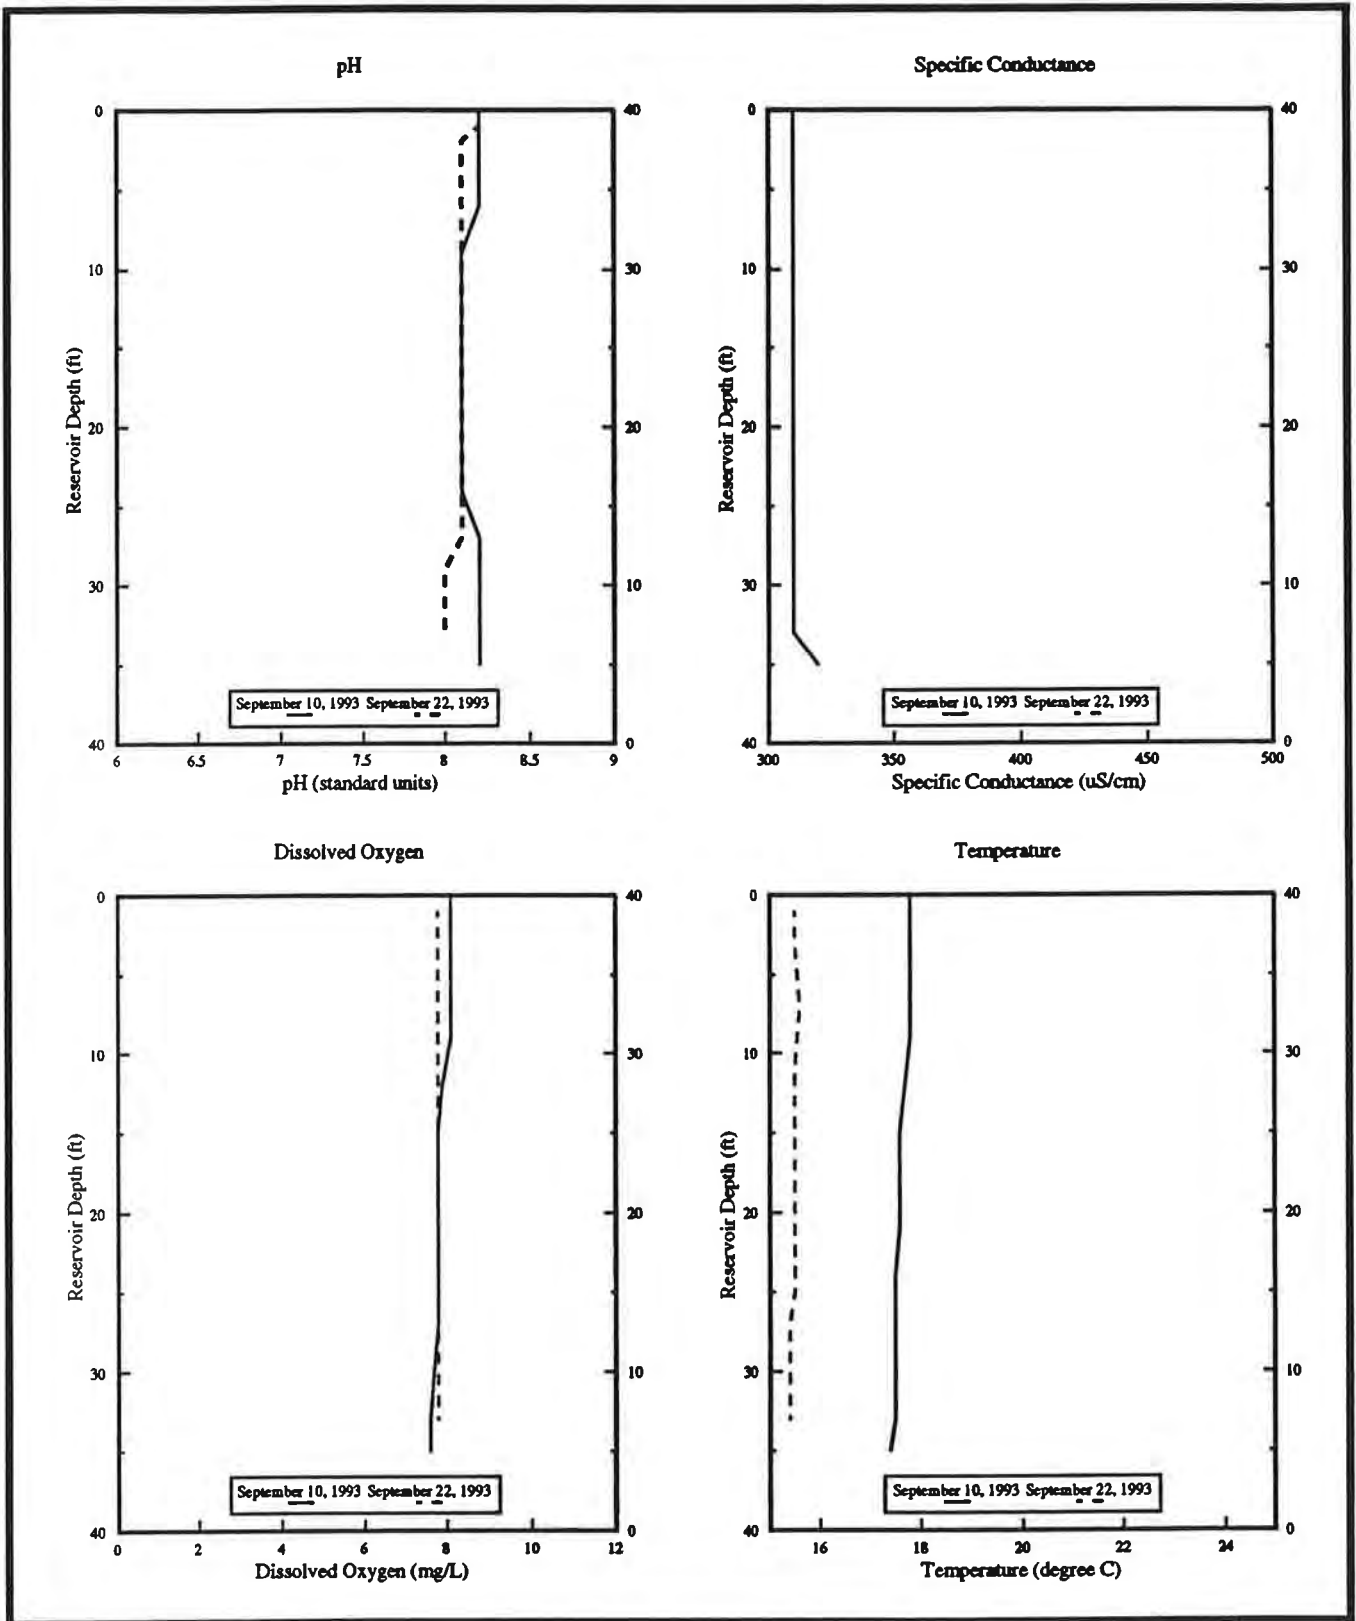 pH
0
40
10
30
20
20
30
10
40
0
Reservoir Depth (ft)
September 10, 1993 September 22, 1993
6 6.5 7 7.5 8 8.5 9
pH (standard units)
Specific Conductance
0
40
10
30
20
20
30
10
40
0
Reservoir Depth (ft)
September 10, 1993 September 22, 1993
300 350 400 450 500
Specific Conductance (uS/cm)
Dissolved Oxygen
0
40
10
30
20
20
30
10
40
0
Reservoir Depth (ft)
September 10, 1993 September 22, 1993
0 2 4 6 8 10 12
Dissolved Oxygen (mg/L)
Temperature
0
40
10
30
20
20
30
10
40
0
Reservoir Depth (ft)
September 10, 1993 September 22, 1993
16 18 20 22 24
Temperature (degree C)